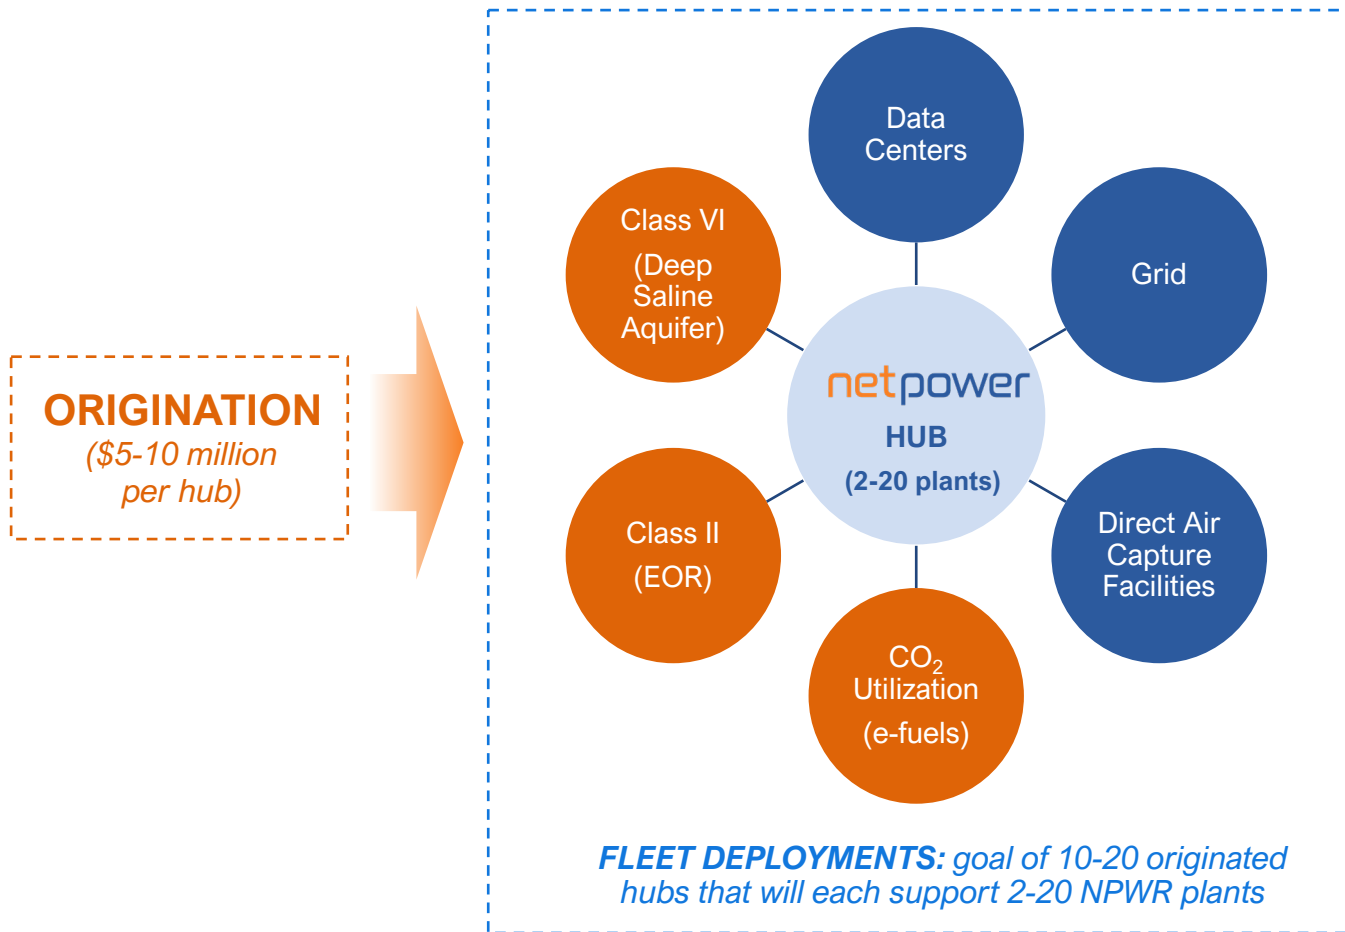 ORIGINATION
($5-10 million
per hub)
Data
Centers
Class VI
(Deep
Saline
Aquifer)
Grid
netpower
HUB
(2-20 plants)
Class II
(EOR)
Direct Air
Capture
Facilities
CO₂
Utilization
(e-fuels)
FLEET DEPLOYMENTS: goal of 10-20 originated
hubs that will each support 2-20 NPWR plants